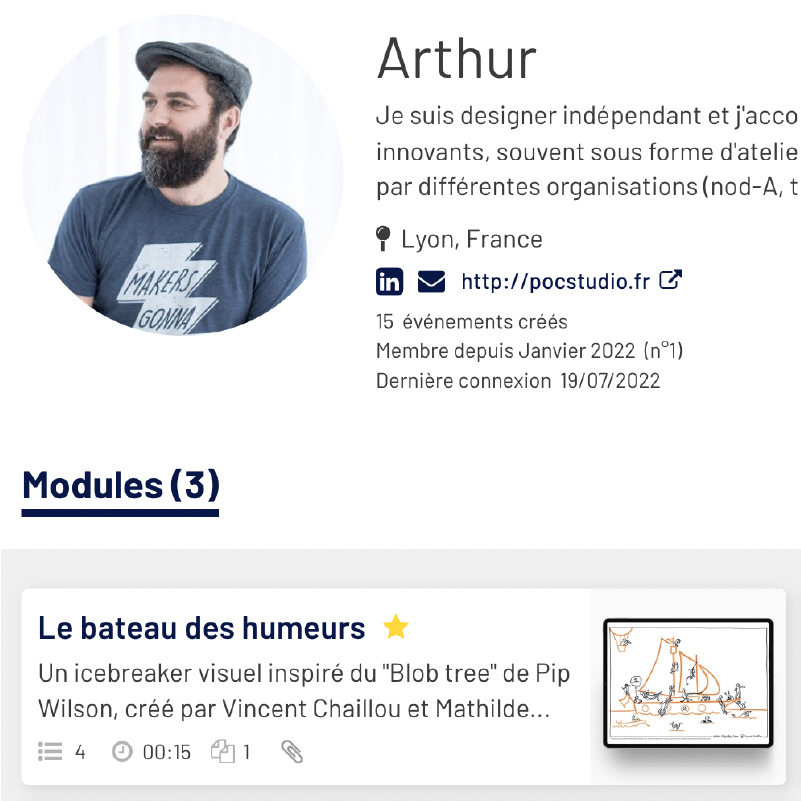 Arthur
Je suis designer indépendant et j'acco
innovants, souvent sous forme d'atelie
par différentes organisations (nod-A, t
Lyon, France
in http://pocstudio.fr
15 événements créés
Membre depuis Janvier 2022 (n°1)
Dernière connexion 19/07/2022
MAKERS
GONNA
Modules (3)
Le bateau des humeurs
Un icebreaker visuel inspiré du "Blob tree" de Pip
Wilson, créé par Vincent Chaillou et Mathilde...
4 00:15 1